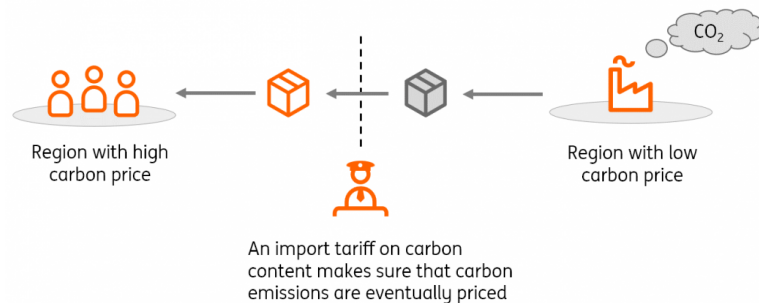 CO₂
Region with high
carbon price
Region with low
carbon price
An import tariff on carbon
content makes sure that carbon
emissions are eventually priced